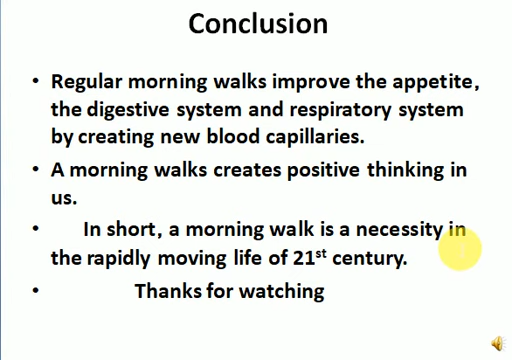 Conclusion
• Regular morning walks improve the appetite,
the digestive system and respiratory system
by creating new blood capillaries.
• A morning walks creates positive thinking in
us.
• In short, a morning walk is a necessity in
the rapidly moving life of 21st century.
• Thanks for watching